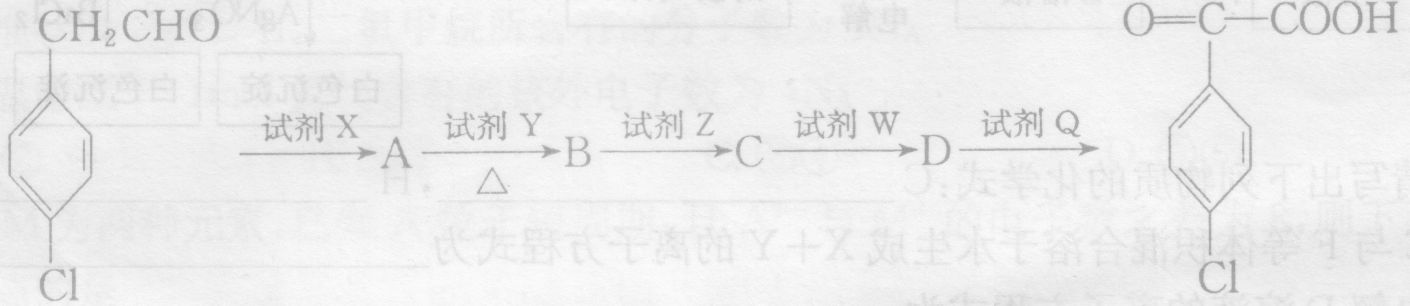 CH₂CHO
O=C—COOH
试剂 X 试剂 Y 试剂 Z 试剂 W 试剂 Q
A B C D
△
Cl
Cl